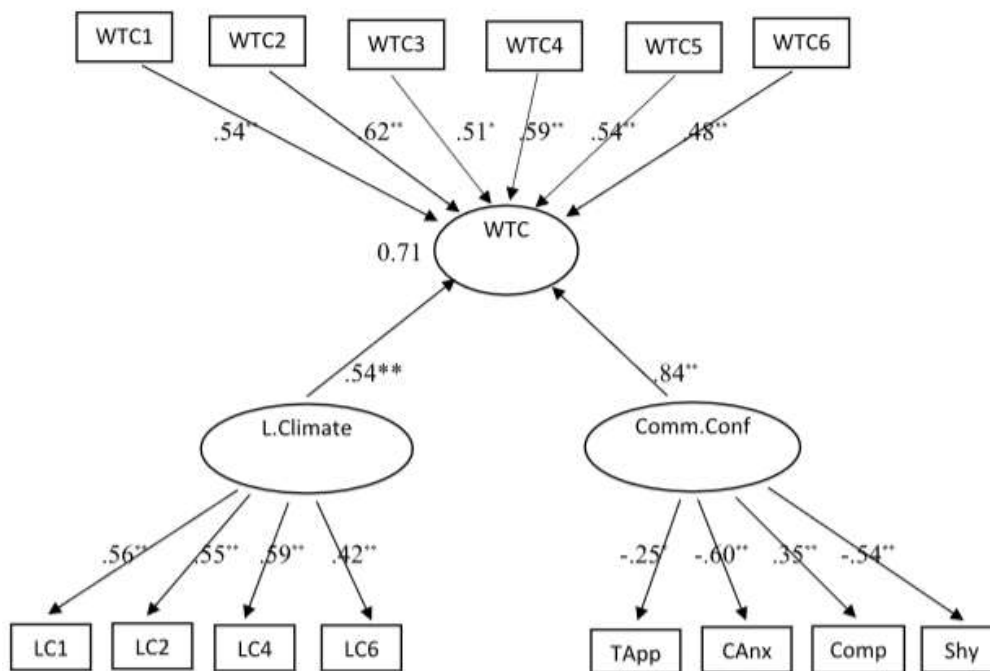 WTC1 WTC2 WTC3 WTC4 WTC5 WTC6
.54** .62** .51* .59** .54** .48**
WTC
0.71
.54** .84**
L.Climate Comm.Conf
.56** .55** .59** .42** -.25* -.60** .35** -.54**
LC1 LC2 LC4 LC6 TApp CAnx Comp Shy